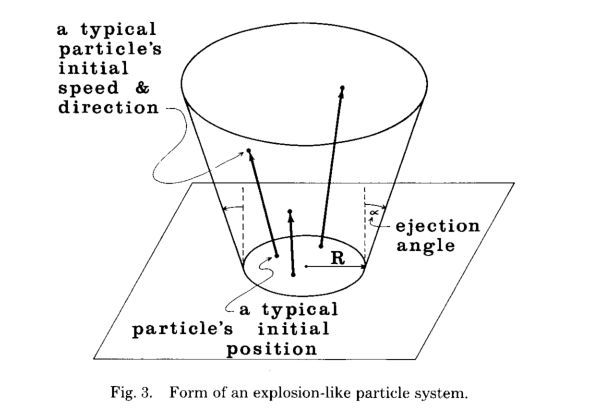 a typical
particle's
initial
speed &
direction
α
ejection
angle
R
a typical
particle's initial
position
Fig. 3. Form of an explosion-like particle system.